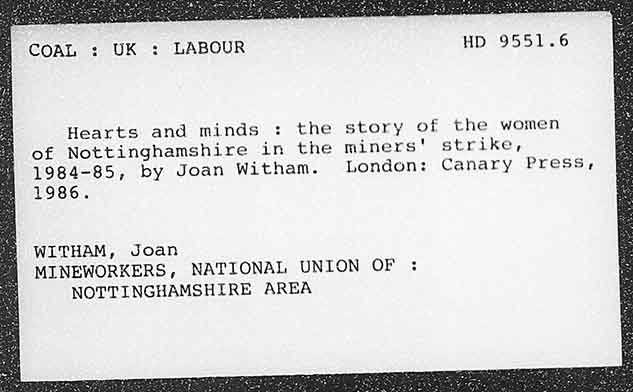 COAL : UK : LABOUR HD 9551.6
Hearts and minds : the story of the women
of Nottinghamshire in the miners' strike,
1984-85, by Joan Witham. London: Canary Press,
1986.
WITHAM, Joan
MINEWORKERS, NATIONAL UNION OF :
NOTTINGHAMSHIRE AREA